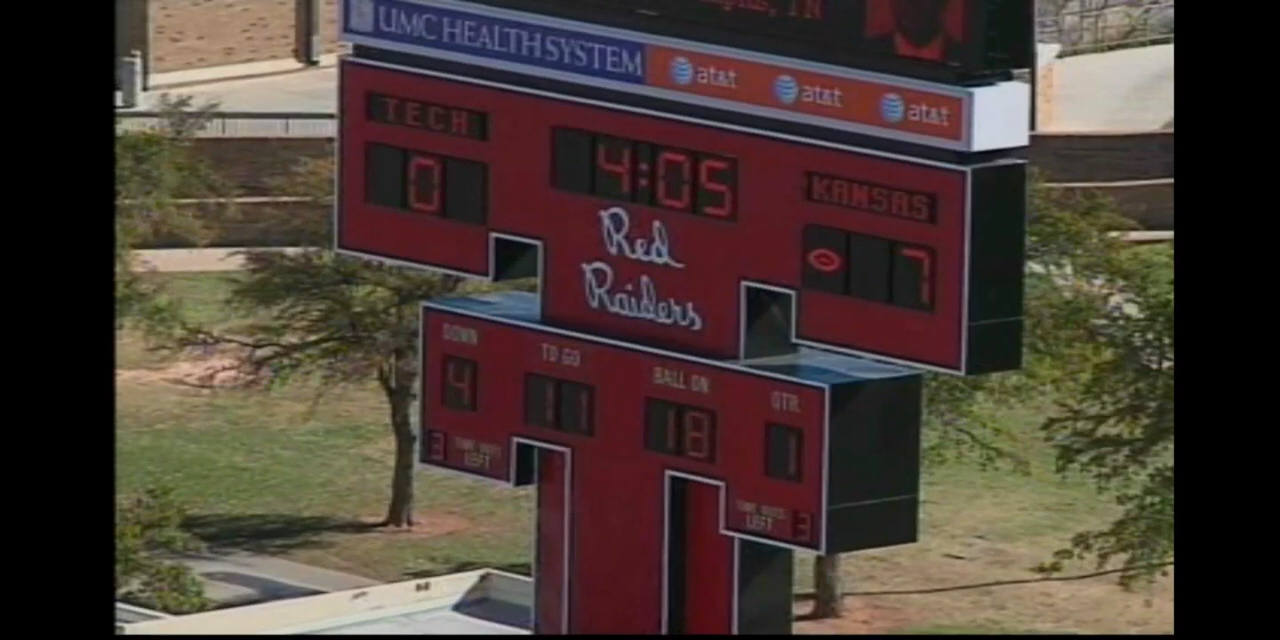 UMC HEALTH SYSTEM at&t at&t at&t
TECH
0
4:05
KANSAS
7
Red
Raiders
DOWN
4
TO GO
11
BALL ON
18
QTR
1
3 TIME OUTS
LEFT
TIME OUTS
LEFT 3